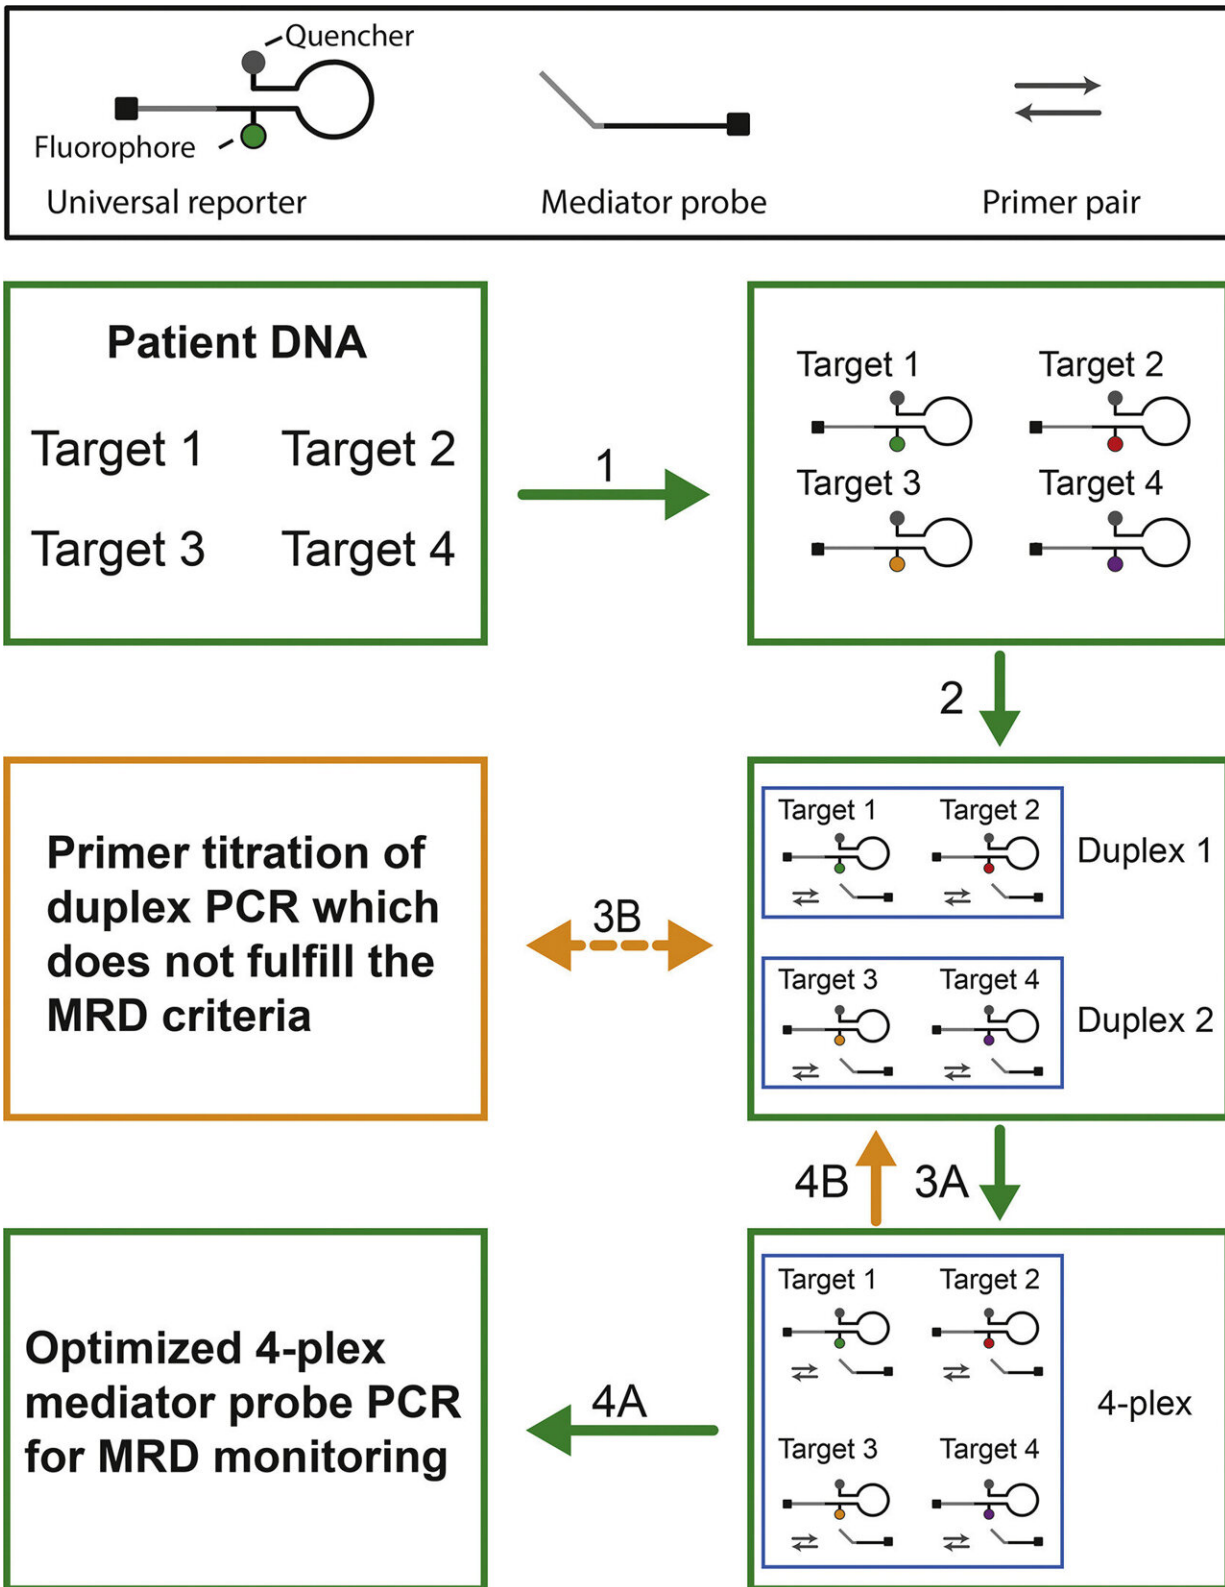 Quencher
Fluorophore
Universal reporter
Mediator probe
Primer pair
Patient DNA
Target 1 Target 2
Target 3 Target 4
1
Target 1 Target 2
Target 3 Target 4
2
Primer titration of
duplex PCR which
does not fulfill the
MRD criteria
3B
Target 1 Target 2
Duplex 1
Target 3 Target 4
Duplex 2
4B
3A
Optimized 4-plex
mediator probe PCR
for MRD monitoring
4A
Target 1 Target 2
4-plex
Target 3 Target 4